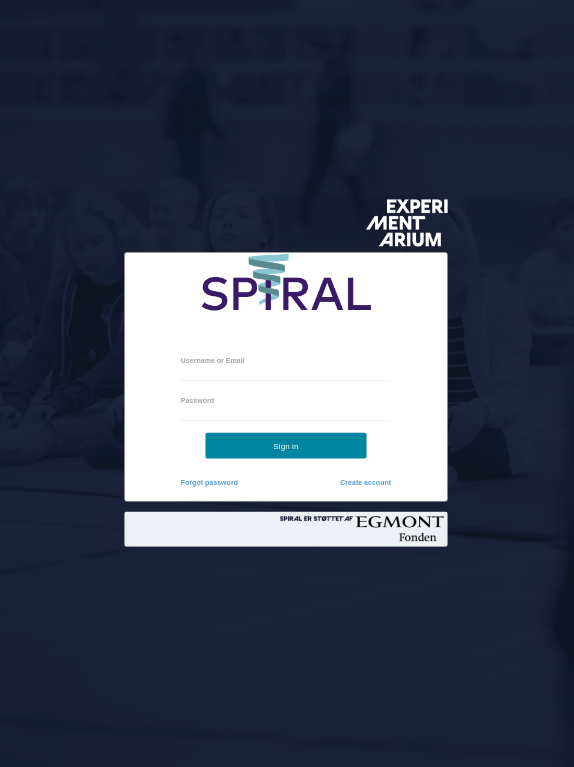 EXPERI
MENT
ARIUM
SPIRAL
Username or Email
Password
Sign in
Forgot password
Create account
SPIRAL ER STØTTET AF EGMONT
Fonden